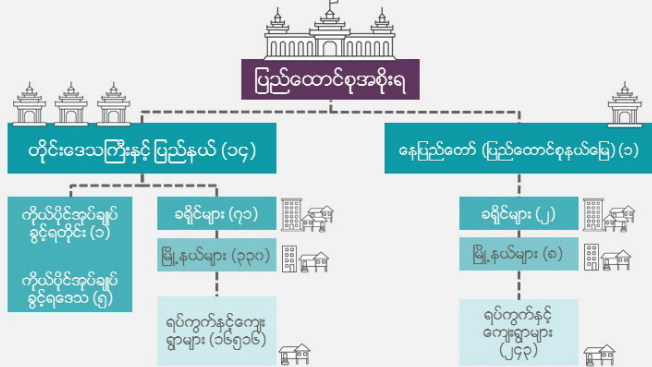 ပြည်ထောင်စုအစိုးရ
တိုင်းဒေသကြီးနှင့် ပြည်နယ် (၁၄)
နေပြည်တော် (ပြည်ထောင်စုနယ်မြေ) (၁)
ကိုယ်ပိုင်အုပ်ချုပ်
ခွင့်ရတိုင်း (၁)
ကိုယ်ပိုင်အုပ်ချုပ်
ခွင့်ရဒေသ (၅)
ခရိုင်များ (၇၁)
မြို့နယ်များ (၃၃၀)
ရပ်ကွက်နှင့်ကျေး
ရွာများ (၁၆၅၁၆)
ခရိုင်များ (၂)
မြို့နယ်များ (၈)
ရပ်ကွက်နှင့်
ကျေးရွာများ
(၂၄၃)